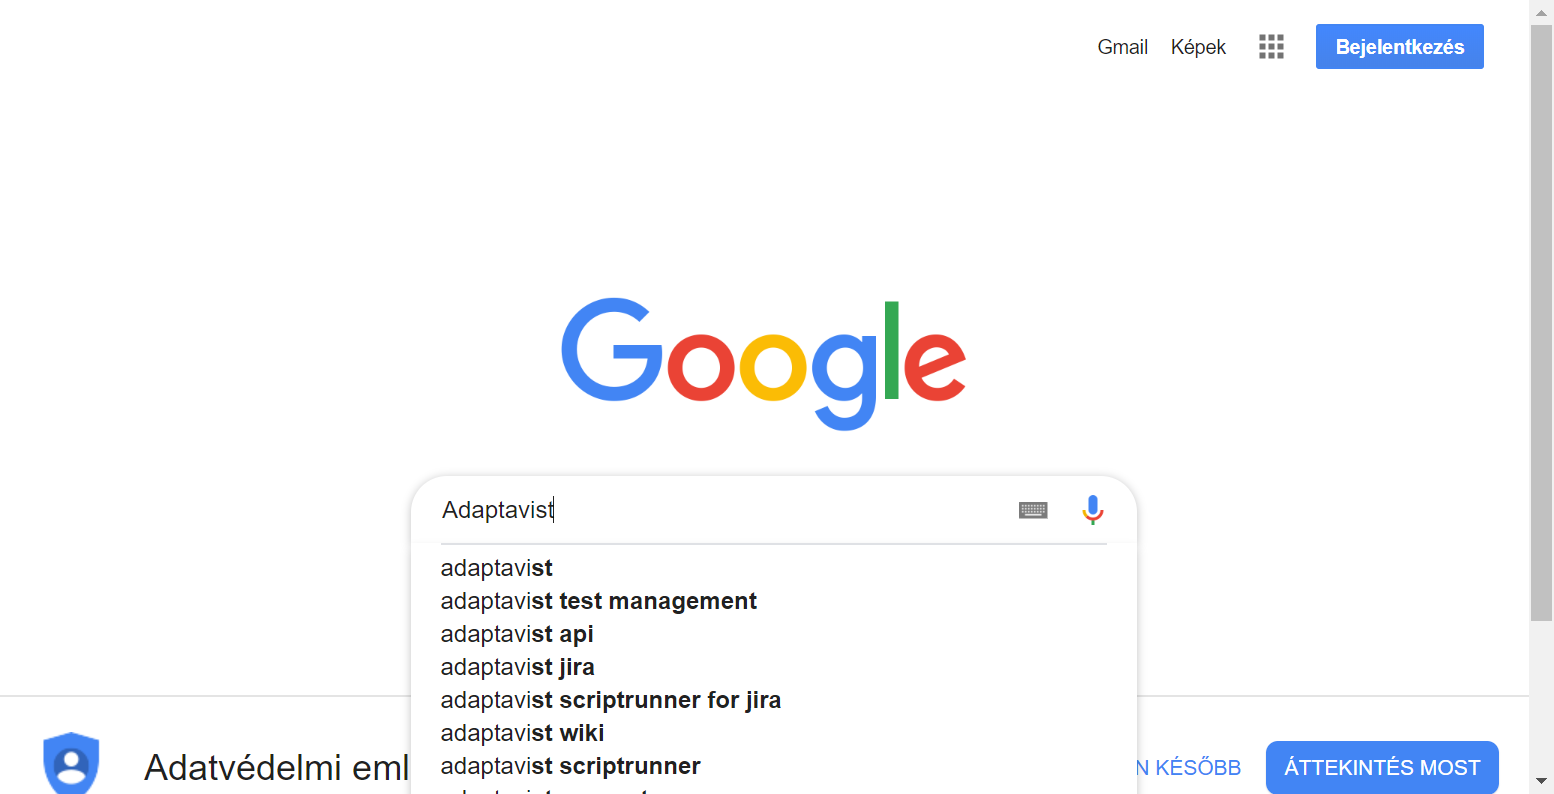 Gmail Képek Bejelentkezés
Google
Adaptavist
adaptavist
adaptavist test management
adaptavist api
adaptavist jira
adaptavist scriptrunner for jira
adaptavist wiki
adaptavist scriptrunner
Adatvédelmi eml
N KÉSŐBB ÁTTEKINTÉS MOST